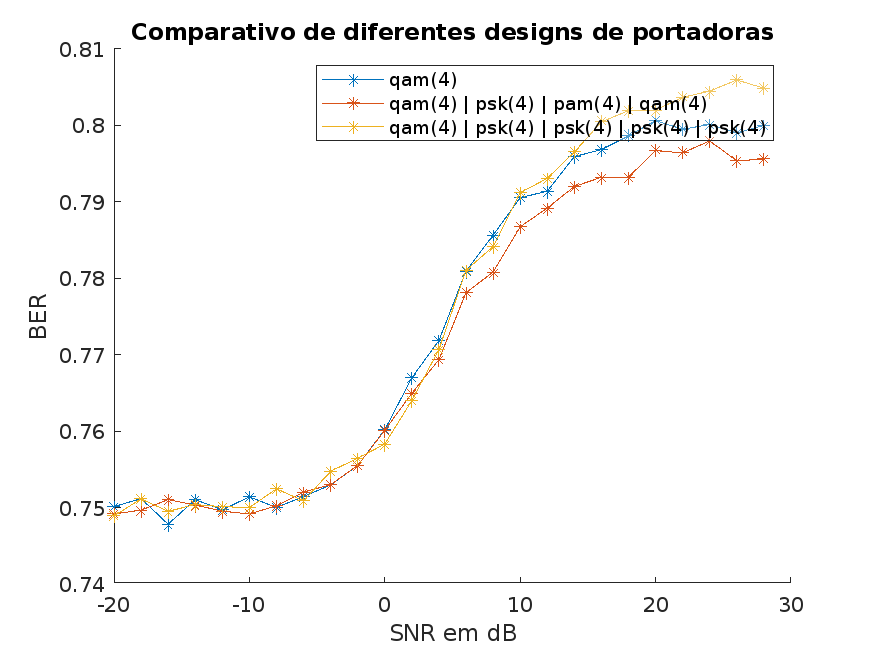 Comparativo de diferentes designs de portadoras
0.81
qam(4)
qam(4) | psk(4) | pam(4) | qam(4)
qam(4) | psk(4) | psk(4) | psk(4) | psk(4)
0.8
0.79
0.78
0.77
0.76
0.75
0.74
BER
-20
-10
0
10
20
30
SNR em dB